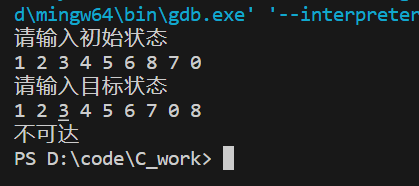 d\mingw64\bin\gdb.exe' '--interpreter
请输入初始状态
1 2 3 4 5 6 8 7 0
请输入目标状态
1 2 3 4 5 6 7 0 8
不可达
PS D:\code\C_work>